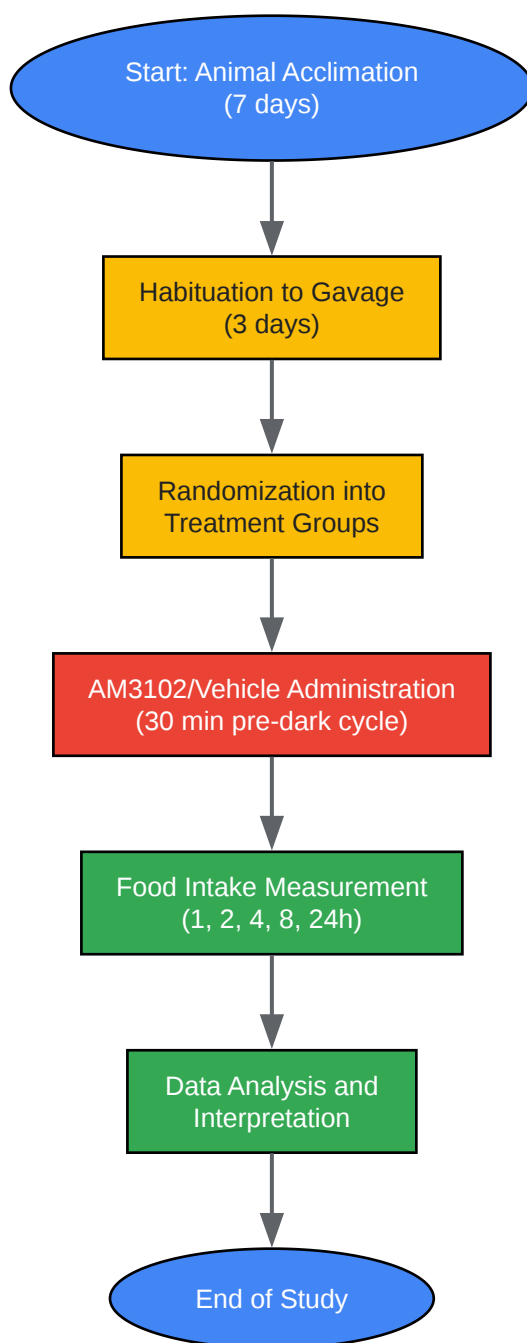 Start: Animal Acclimation
(7 days)
Habituation to Gavage
(3 days)
Randomization into
Treatment Groups
AM3102/Vehicle Administration
(30 min pre-dark cycle)
Food Intake Measurement
(1, 2, 4, 8, 24h)
Data Analysis and
Interpretation
End of Study